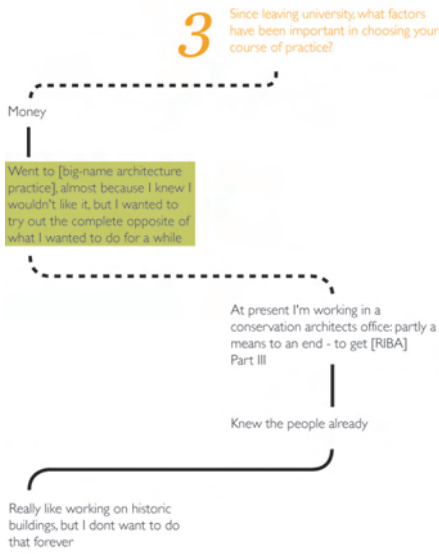 3
Since leaving university, what factors
have been important in choosing your
course of practice?
Money
Went to [big-name architecture
practice], almost because I knew I
wouldn't like it, but I wanted to
try out the complete opposite of
what I wanted to do for a while
At present I'm working in a
conservation architects office: partly a
means to an end - to get [RIBA]
Part III
Knew the people already
Really like working on historic
buildings, but I dont want to do
that forever